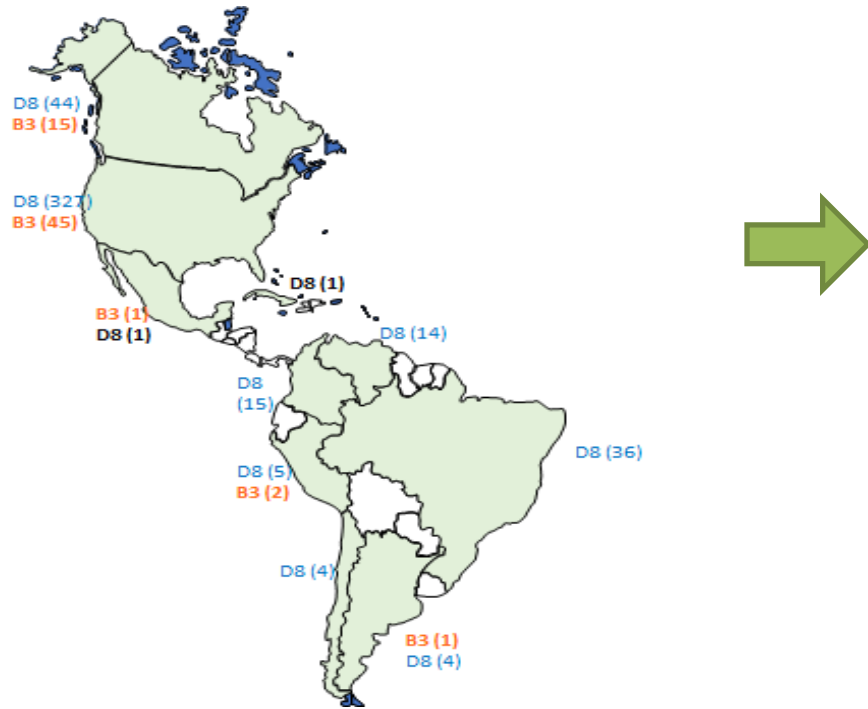 D8 (44)
B3 (15)
D8 (327)
B3 (45)
D8 (1)
B3 (1)
D8 (1)
D8 (14)
D8
(15)
D8 (36)
D8 (5)
B3 (2)
D8 (4)
B3 (1)
D8 (4)